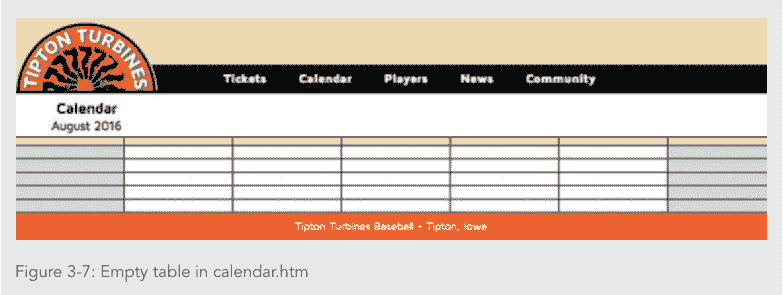 TIPTON TURBINES
Tickets Calendar Players News Community
Calendar
August 2016
Tipton Turbines Baseball • Tipton, Iowa
Figure 3-7: Empty table in calendar.htm